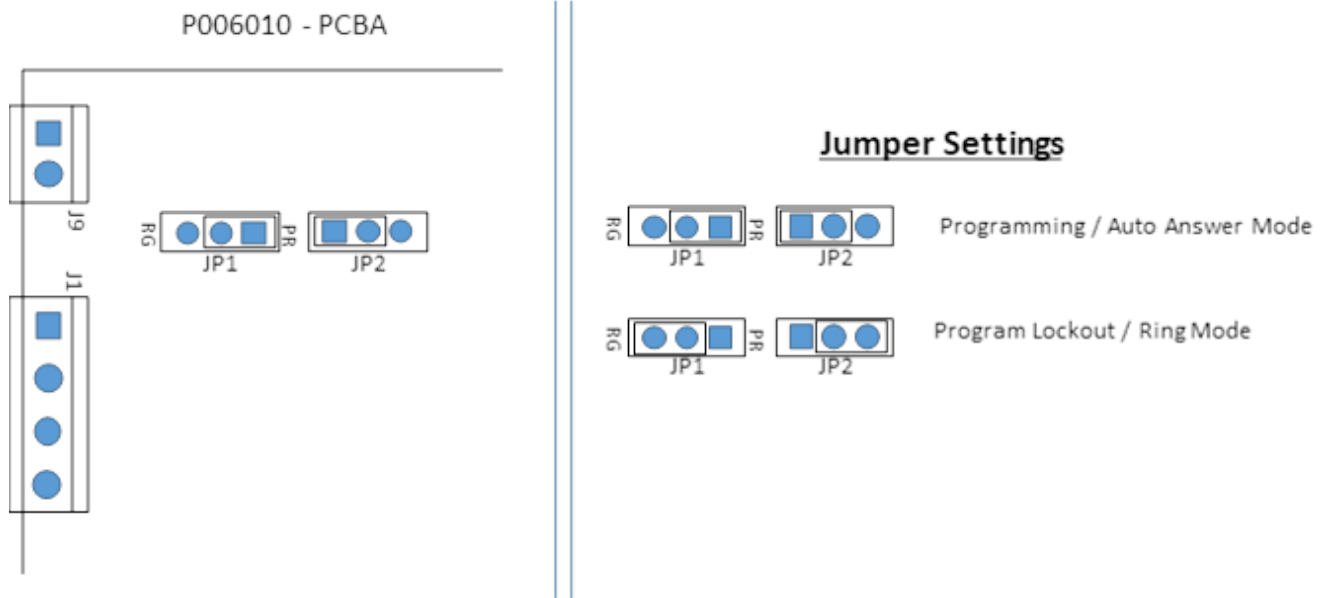 P006010 - PCBA
J9
RG
PR
JP1
JP2
J1
Jumper Settings
RG
PR
JP1
JP2
Programming / Auto Answer Mode
RG
PR
JP1
JP2
Program Lockout / Ring Mode